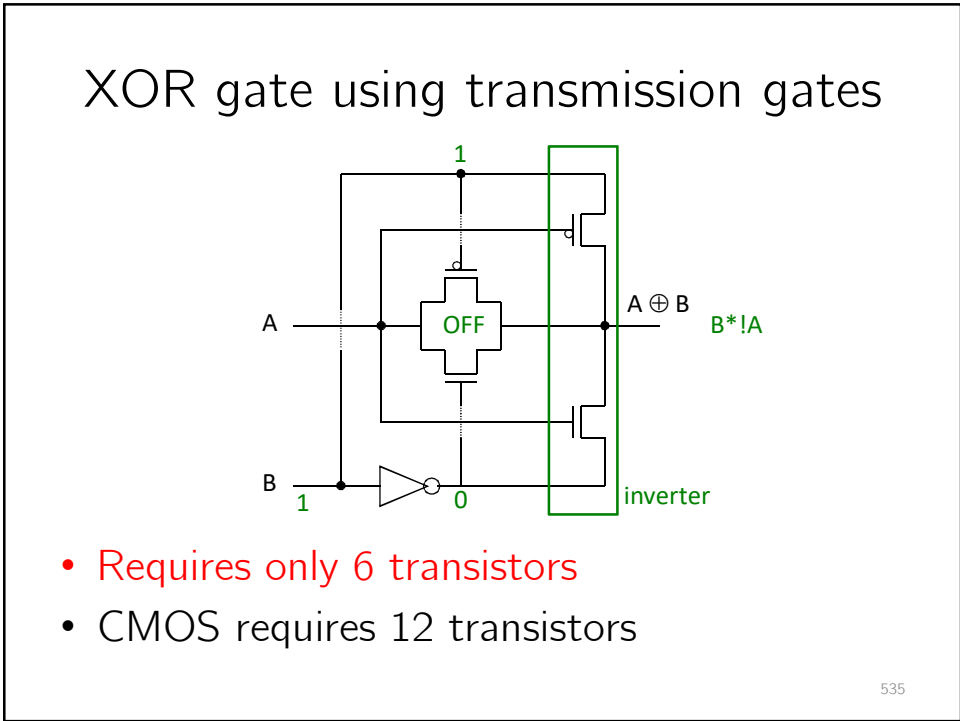 XOR gate using transmission gates
1
A ⊕ B
A
OFF
B*!A
B
1
0
inverter
• Requires only 6 transistors
• CMOS requires 12 transistors
535